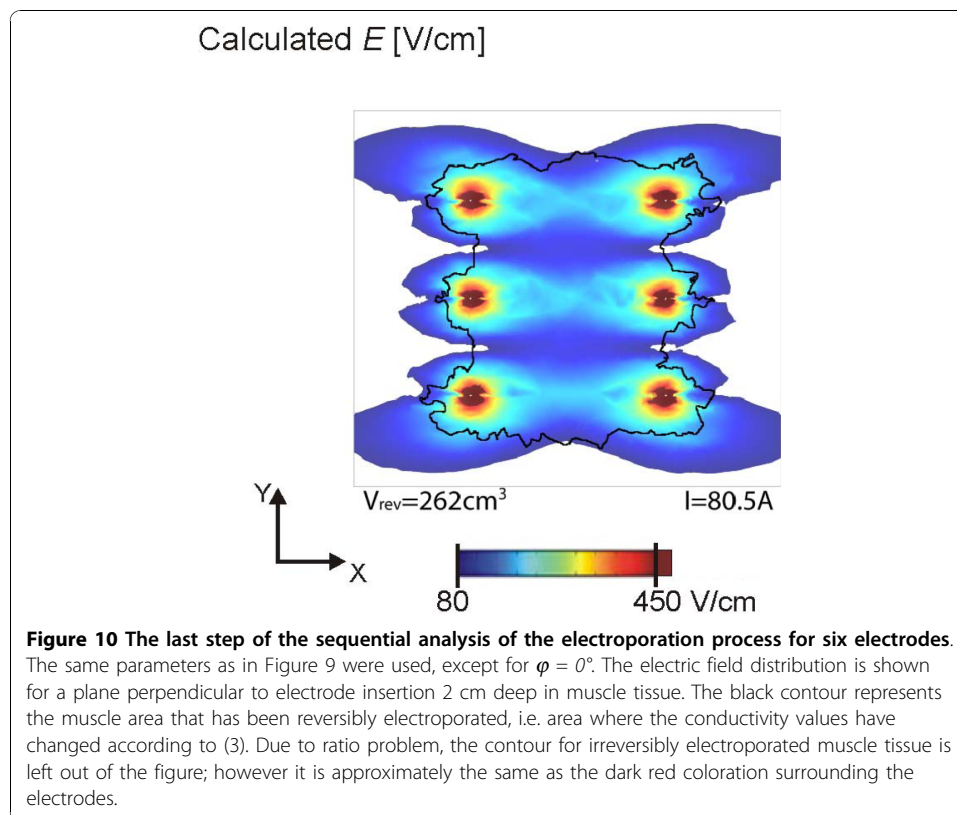 Calculated E [V/cm]
Vrev=262cm³ I=80.5A
Y
X
80 450 V/cm
Figure 10 The last step of the sequential analysis of the electroporation process for six electrodes.
The same parameters as in Figure 9 were used, except for φ = 0°. The electric field distribution is shown
for a plane perpendicular to electrode insertion 2 cm deep in muscle tissue. The black contour represents
the muscle area that has been reversibly electroporated, i.e. area where the conductivity values have
changed according to (3). Due to ratio problem, the contour for irreversibly electroporated muscle tissue is
left out of the figure; however it is approximately the same as the dark red coloration surrounding the
electrodes.